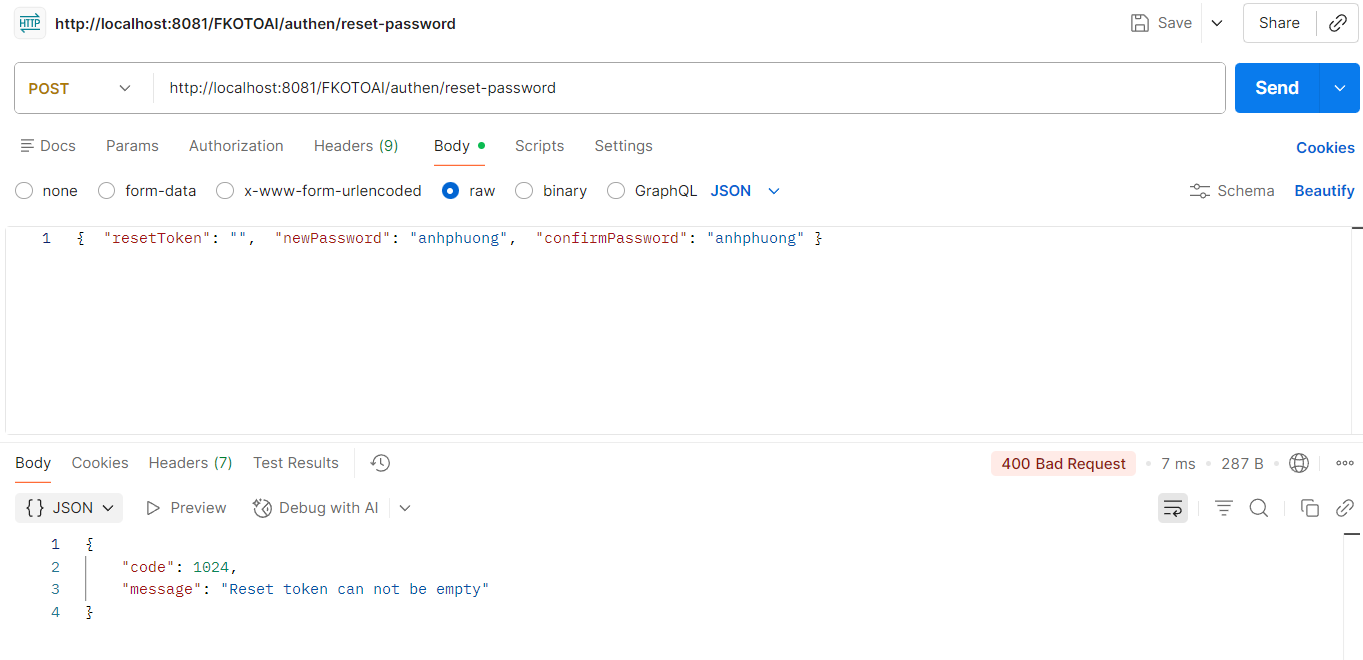 HTTP http://localhost:8081/FKOTOAI/authen/reset-password Save Share
POST http://localhost:8081/FKOTOAI/authen/reset-password Send
Docs Params Authorization Headers (9) Body Scripts Settings Cookies
none form-data x-www-form-urlencoded raw binary GraphQL JSON Schema Beautify
1 { "resetToken": "", "newPassword": "anhphuong", "confirmPassword": "anhphuong" }
Body Cookies Headers (7) Test Results 400 Bad Request 7 ms 287 B
{} JSON Preview Debug with AI
1 {
2 "code": 1024,
3 "message": "Reset token can not be empty"
4 }